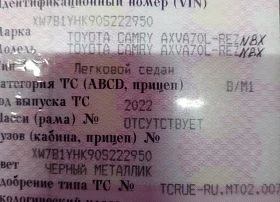 дентификационный номер (VIN)
XW7B1YHK90S222950
арка TOYOTA CAMRY AXVA70L-REZNBX
одель TOYOTA CAMRY AXVA70L-REZNBX
Легковой седан
атегория ТС (ABCD, прицеп) B/M1
од выпуска ТС 2022
асси (рама) № ОТСУТСТВУЕТ
узов (кабина, прицеп) №
XW7B1YHK90S222950
вет ЧЕРНЫЙ МЕТАЛЛИК
добрение типа ТС № TCRUE-RU.MT02.00
кологический